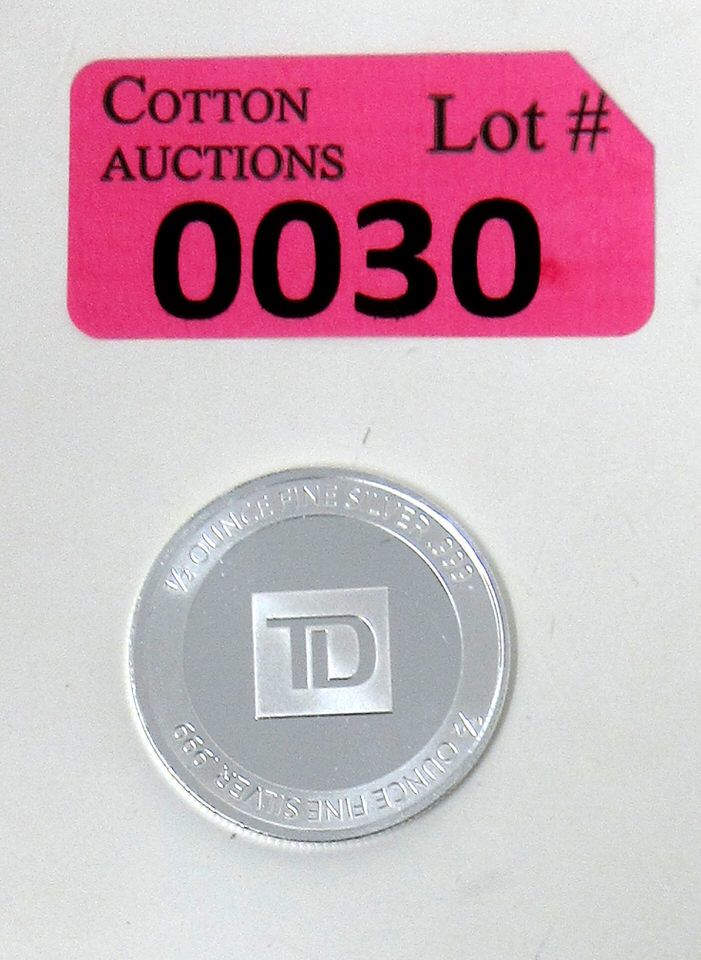 COTTON
AUCTIONS
Lot #
0030
½ OUNCE FINE SILVER .999
TD
½ OUNCE FINE SILVER .999